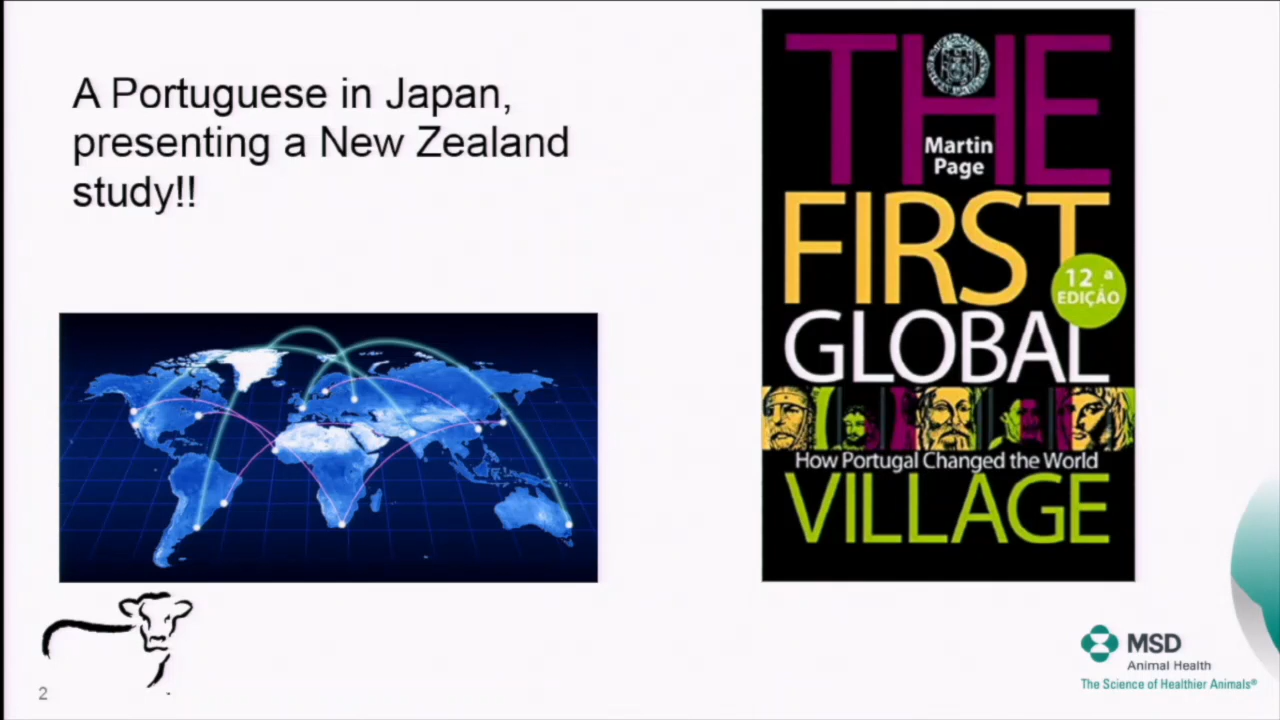 A Portuguese in Japan,
presenting a New Zealand
study!!
THE
Martin
Page
FIRST
12.ª
EDIÇÃO
GLOBAL
How Portugal Changed the World
VILLAGE
MSD
Animal Health
The Science of Healthier Animals®
2